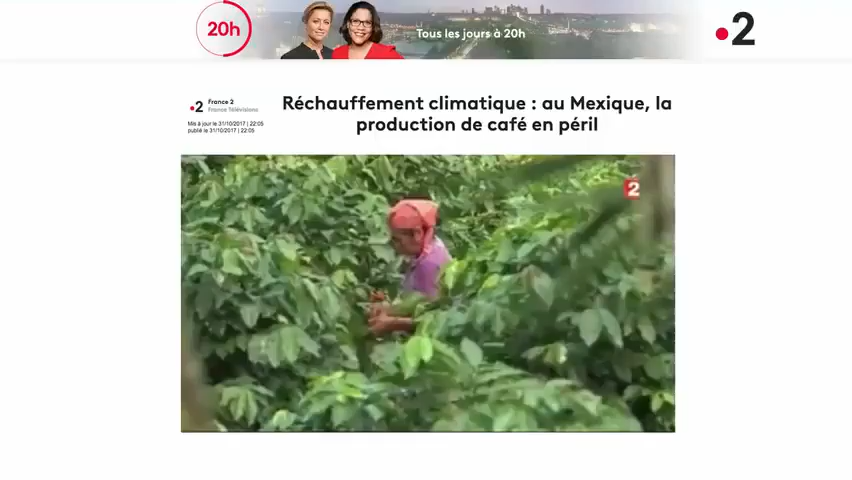 20h
Tous les jours à 20h
2
2
France 2
France Télévisions
Mis à jour le 31/10/2017 | 22:05
publié le 31/10/2017 | 22:05
Réchauffement climatique : au Mexique, la
production de café en péril
2